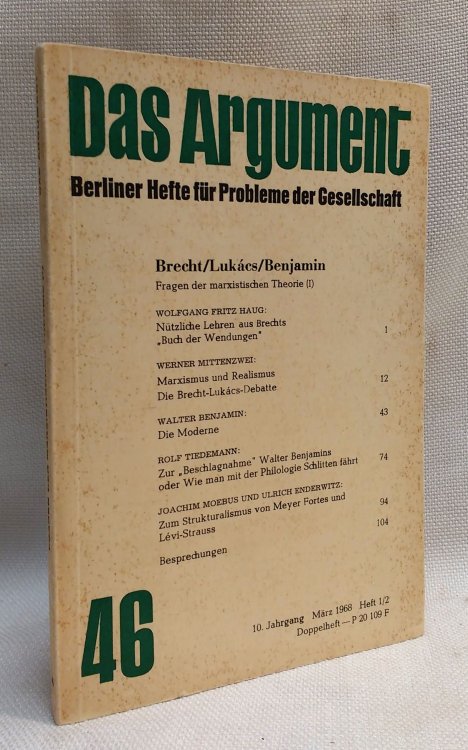 Das Argument
Berliner Hefte für Probleme der Gesellschaft
Brecht/Lukács/Benjamin
Fragen der marxistischen Theorie (I)
WOLFGANG FRITZ HAUG:
Nützliche Lehren aus Brechts
„Buch der Wendungen" 1
WERNER MITTENZWEI:
Marxismus und Realismus 12
Die Brecht-Lukács-Debatte
WALTER BENJAMIN: 43
Die Moderne
ROLF TIEDEMANN:
Zur „Beschlagnahme" Walter Benjamins 74
oder Wie man mit der Philologie Schlitten fährt
JOACHIM MOEBUS UND ULRICH ENDERWITZ:
Zum Strukturalismus von Meyer Fortes und 94
Lévi-Strauss
104
Besprechungen
46
10. Jahrgang März 1968 Heft 1/2
Doppelheft — P 20 109 F